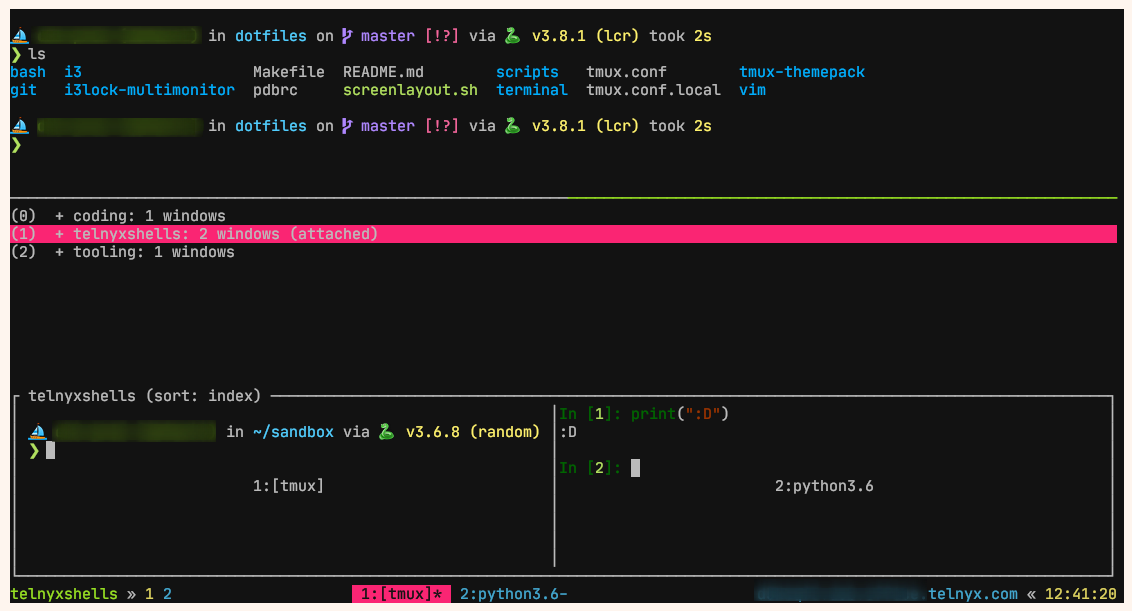 in dotfiles on master [!?] via v3.8.1 (lcr) took 2s
❯ ls
bash i3 Makefile README.md scripts tmux.conf tmux-themepack
git i3lock-multimonitor pdbrc screenlayout.sh terminal tmux.conf.local vim
in dotfiles on master [!?] via v3.8.1 (lcr) took 2s
❯
(0) + coding: 1 windows
(1) + telnyxshells: 2 windows (attached)
(2) + tooling: 1 windows
telnyxshells (sort: index)
in ~/sandbox via v3.6.8 (random)
❯
1:[tmux]
In [1]: print(":D")
:D
In [2]:
2:python3.6
telnyxshells » 1 2 1:[tmux]* 2:python3.6- .telnyx.com « 12:41:20